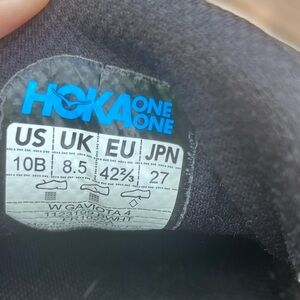 HOKA ONE ONE
US UK EU JPN
10B 8.5 42⅔ 27
W GAVIOTA 4